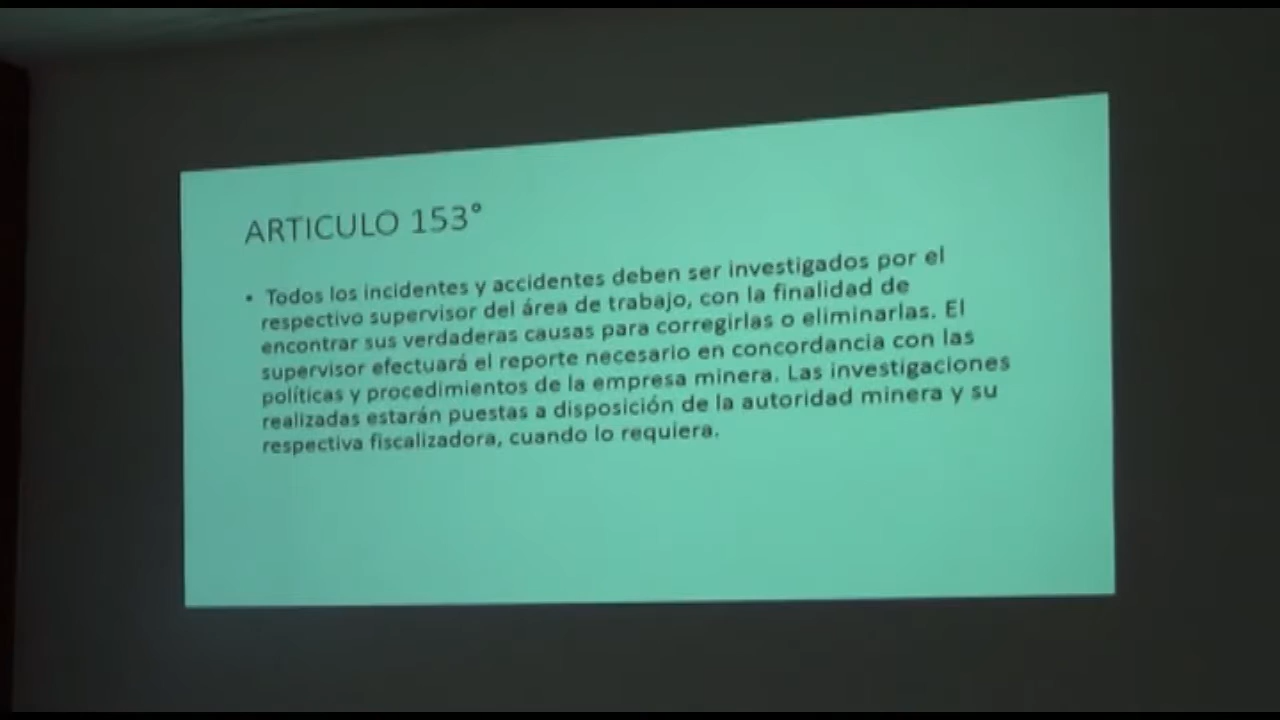 ARTICULO 153°
• Todos los incidentes y accidentes deben ser investigados por el
respectivo supervisor del área de trabajo, con la finalidad de
encontrar sus verdaderas causas para corregirlas o eliminarlas. El
supervisor efectuará el reporte necesario en concordancia con las
políticas y procedimientos de la empresa minera. Las investigaciones
realizadas estarán puestas a disposición de la autoridad minera y su
respectiva fiscalizadora, cuando lo requiera.